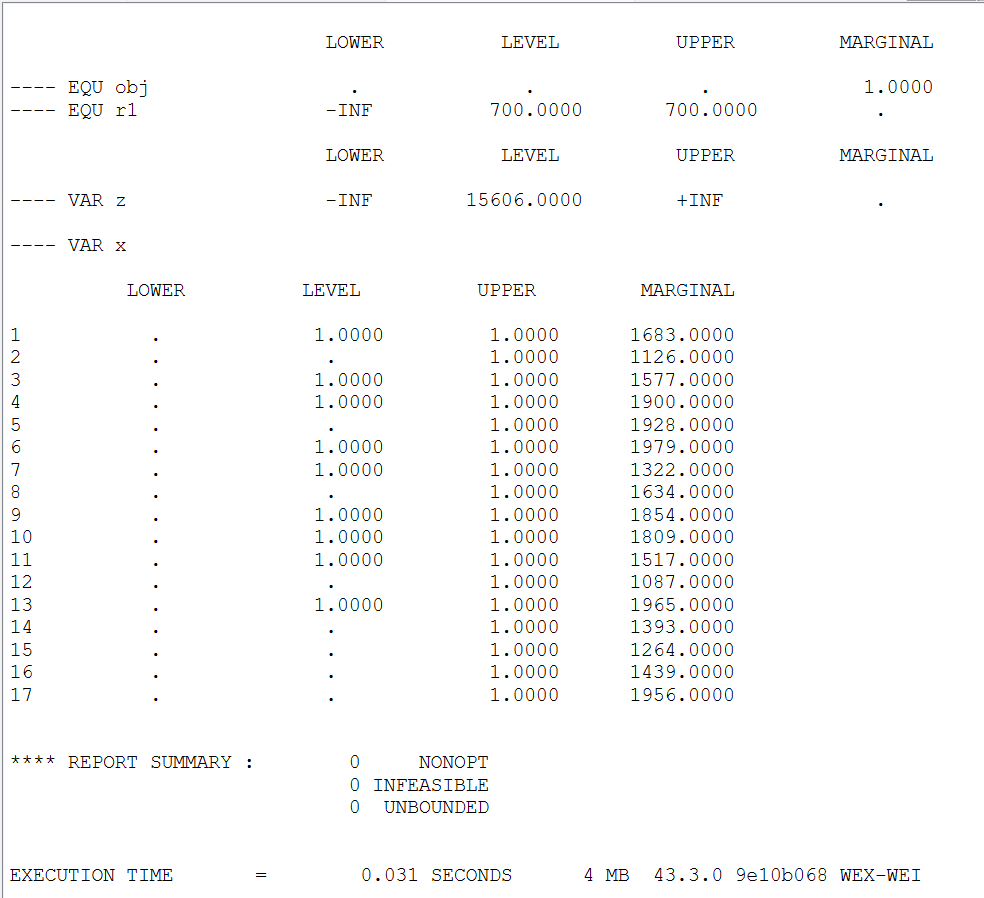 LOWER LEVEL UPPER MARGINAL
---- EQU obj . . . 1.0000
---- EQU r1 -INF 700.0000 700.0000 .
LOWER LEVEL UPPER MARGINAL
---- VAR z -INF 15606.0000 +INF .
---- VAR x
LOWER LEVEL UPPER MARGINAL
1 . 1.0000 1.0000 1683.0000
2 . . 1.0000 1126.0000
3 . 1.0000 1.0000 1577.0000
4 . 1.0000 1.0000 1900.0000
5 . . 1.0000 1928.0000
6 . 1.0000 1.0000 1979.0000
7 . 1.0000 1.0000 1322.0000
8 . . 1.0000 1634.0000
9 . 1.0000 1.0000 1854.0000
10 . 1.0000 1.0000 1809.0000
11 . 1.0000 1.0000 1517.0000
12 . . 1.0000 1087.0000
13 . 1.0000 1.0000 1965.0000
14 . . 1.0000 1393.0000
15 . . 1.0000 1264.0000
16 . . 1.0000 1439.0000
17 . . 1.0000 1956.0000
**** REPORT SUMMARY : 0 NONOPT
0 INFEASIBLE
0 UNBOUNDED
EXECUTION TIME = 0.031 SECONDS 4 MB 43.3.0 9e10b068 WEX-WEI